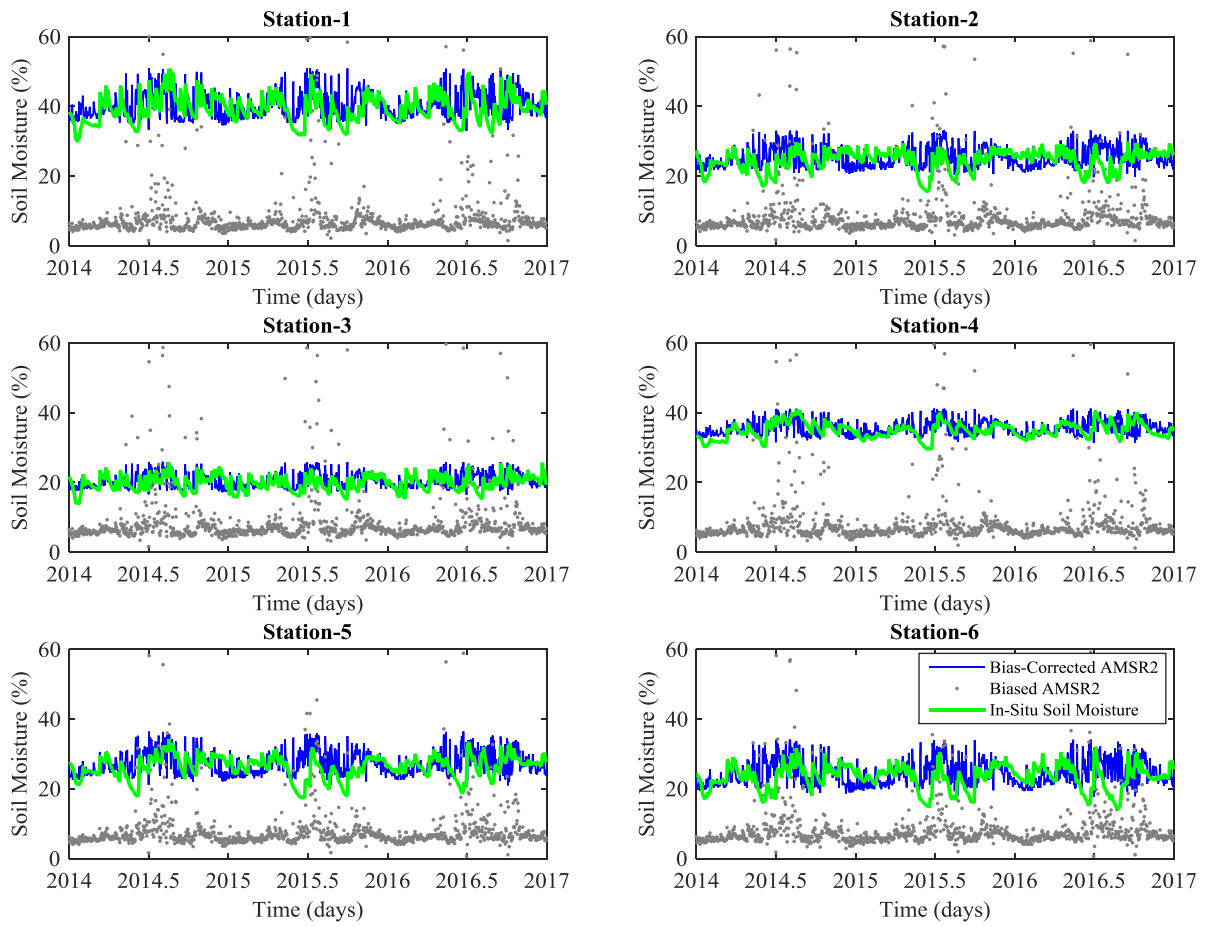 Station-1
Soil Moisture (%)
60
40
20
0
2014 2014.5 2015 2015.5 2016 2016.5 2017
Time (days)
Station-2
Soil Moisture (%)
60
40
20
0
2014 2014.5 2015 2015.5 2016 2016.5 2017
Time (days)
Station-3
Soil Moisture (%)
60
40
20
0
2014 2014.5 2015 2015.5 2016 2016.5 2017
Time (days)
Station-4
Soil Moisture (%)
60
40
20
0
2014 2014.5 2015 2015.5 2016 2016.5 2017
Time (days)
Station-5
Soil Moisture (%)
60
40
20
0
2014 2014.5 2015 2015.5 2016 2016.5 2017
Time (days)
Station-6
Soil Moisture (%)
60
40
20
0
2014 2014.5 2015 2015.5 2016 2016.5 2017
Time (days)
Bias-Corrected AMSR2
Biased AMSR2
In-Situ Soil Moisture